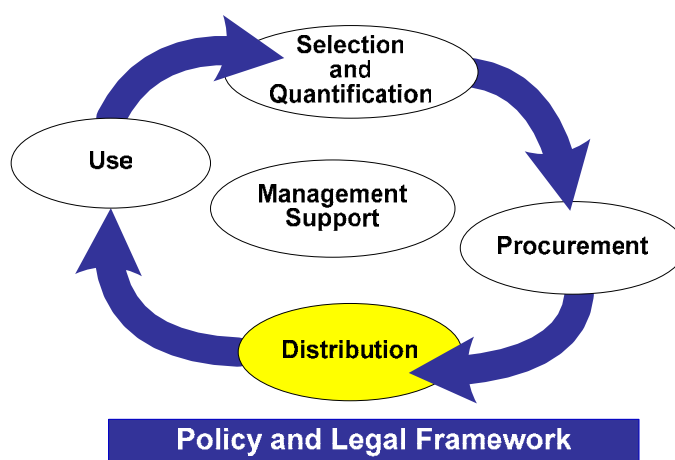 Selection
and
Quantification
Use
Management
Support
Procurement
Distribution
Policy and Legal Framework